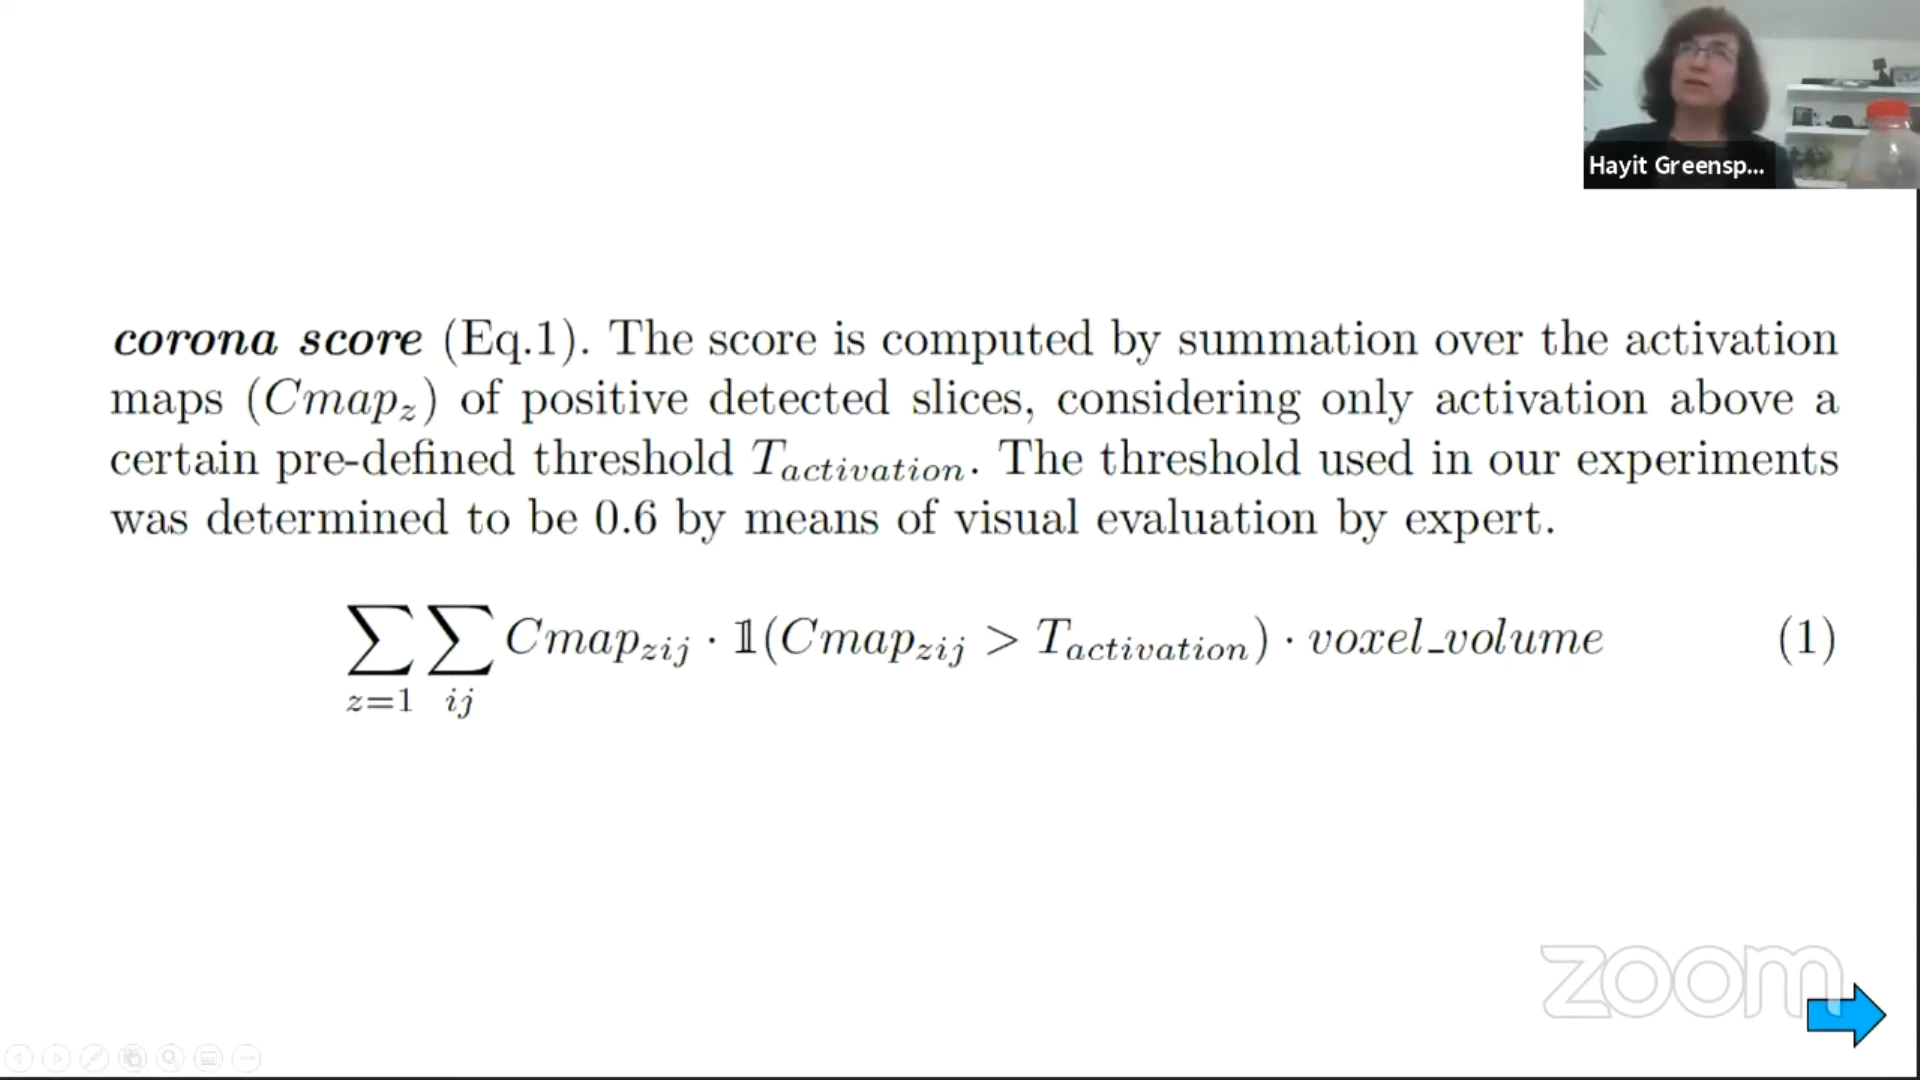 Hayit Greensp...
corona score (Eq.1). The score is computed by summation over the activation
maps (Cmap_z) of positive detected slices, considering only activation above a
certain pre-defined threshold T_activation. The threshold used in our experiments
was determined to be 0.6 by means of visual evaluation by expert.
∑_{z=1} ∑_{ij} Cmap_{zij} · 𝟙(Cmap_{zij} > T_{activation}) · voxel_volume (1)
zoom